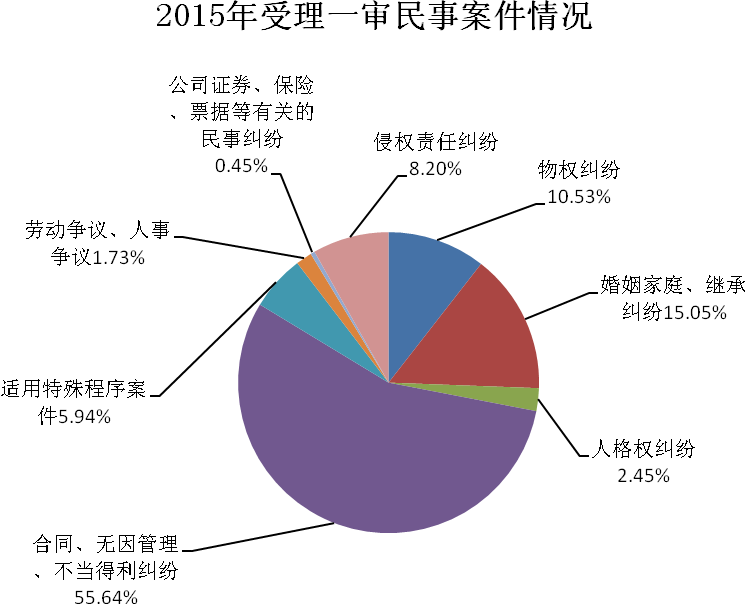 2015年受理一审民事案件情况
公司证券、保险
、票据等有关的
民事纠纷
0.45%
侵权责任纠纷
8.20%
物权纠纷
10.53%
劳动争议、人事
争议1.73%
婚姻家庭、继承
纠纷15.05%
适用特殊程序案
件5.94%
人格权纠纷
2.45%
合同、无因管理
、不当得利纠纷
55.64%